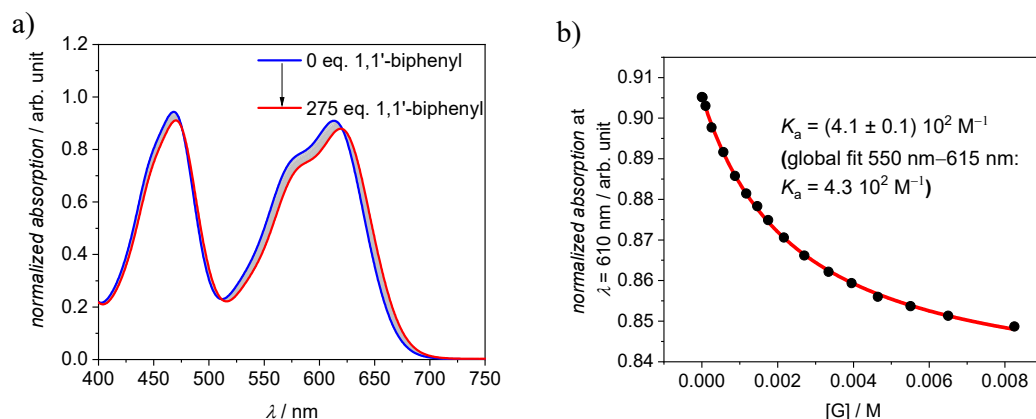 a)
normalized absorption / arb. unit
1.2
1.0
0.8
0.6
0.4
0.2
0.0
0 eq. 1,1'-biphenyl
275 eq. 1,1'-biphenyl
400 450 500 550 600 650 700 750
λ / nm
b)
normalized absorption at
λ = 610 nm / arb. unit
0.91
0.90
0.89
0.88
0.87
0.86
0.85
0.84
Kₐ = (4.1 ± 0.1) 10² M⁻¹
(global fit 550 nm–615 nm:
Kₐ = 4.3 10² M⁻¹)
0.000 0.002 0.004 0.006 0.008
[G] / M